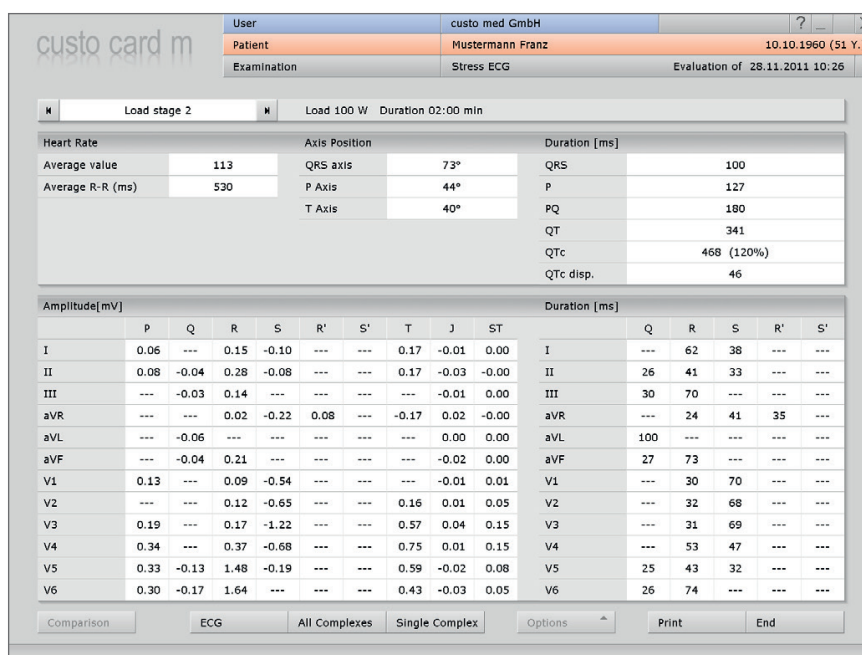 custo card m
User custo med GmbH ? _
Patient Mustermann Franz 10.10.1960 (51 Y.
Examination Stress ECG Evaluation of 28.11.2011 10:26
Load stage 2 Load 100 W Duration 02:00 min
Heart Rate Axis Position Duration [ms]
Average value 113 QRS axis 73° QRS 100
Average R-R (ms) 530 P Axis 44° P 127
T Axis 40° PQ 180
QT 341
QTc 468 (120%)
QTc disp. 46
Amplitude[mV] Duration [ms]
P Q R S R' S' T J ST Q R S R' S'
I 0.06 --- 0.15 -0.10 --- --- 0.17 -0.01 0.00 I --- 62 38 --- ---
II 0.08 -0.04 0.28 -0.08 --- --- 0.17 -0.03 -0.00 II 26 41 33 --- ---
III --- -0.03 0.14 --- --- --- --- -0.01 0.00 III 30 70 --- --- ---
aVR --- --- 0.02 -0.22 0.08 --- -0.17 0.02 -0.00 aVR --- 24 41 35 ---
aVL --- -0.06 --- --- --- --- --- 0.00 0.00 aVL 100 --- --- --- ---
aVF --- -0.04 0.21 --- --- --- --- -0.02 0.00 aVF 27 73 --- --- ---
V1 0.13 --- 0.09 -0.54 --- --- --- -0.01 0.01 V1 --- 30 70 --- ---
V2 --- --- 0.12 -0.65 --- --- 0.16 0.01 0.05 V2 --- 32 68 --- ---
V3 0.19 --- 0.17 -1.22 --- --- 0.57 0.04 0.15 V3 --- 31 69 --- ---
V4 0.34 --- 0.37 -0.68 --- --- 0.75 0.01 0.15 V4 --- 53 47 --- ---
V5 0.33 -0.13 1.48 -0.19 --- --- 0.59 -0.02 0.08 V5 25 43 32 --- ---
V6 0.30 -0.17 1.64 --- --- --- 0.43 -0.03 0.05 V6 26 74 --- --- ---
Comparison ECG All Complexes Single Complex Options Print End